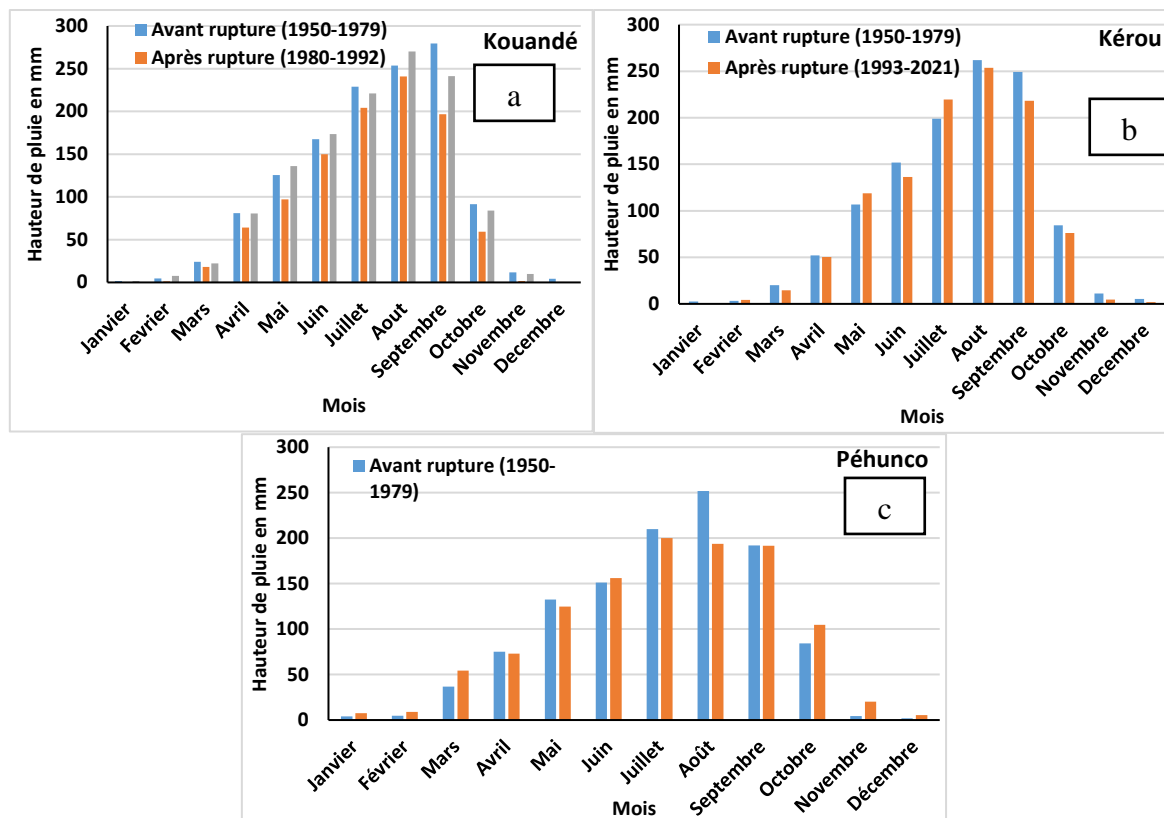 300
250
200
150
100
50
0
Hauteur de pluie en mm
Avant rupture (1950-1979)
Après rupture (1980-1992)
Kouandé
a
Janvier
Fevrier
Mars
Avril
Mai
Juin
Juillet
Aout
Septembre
Octobre
Novembre
Decembre
Mois
300
250
200
150
100
50
0
Hauteur de pluie en mm
Avant rupture (1950-1979)
Après rupture (1993-2021)
Kérou
b
Janvier
Fevrier
Mars
Avril
Mai
Juin
Juillet
Aout
Septembre
Octobre
Novembre
Decembre
Mois
300
250
200
150
100
50
0
Hauteur de pluie en mm
Avant rupture (1950-
1979)
Péhunco
c
Janvier
Février
Mars
Avril
Mai
Juin
Juillet
Août
Septembre
Octobre
Novembre
Décembre
Mois